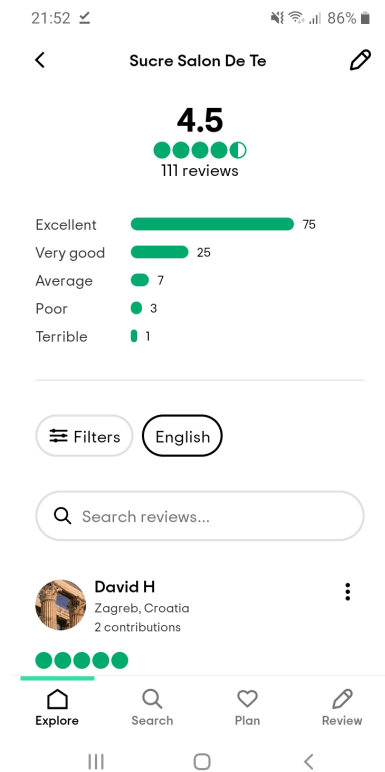 21:52 86%
Sucre Salon De Te
4.5
111 reviews
Excellent 75
Very good 25
Average 7
Poor 3
Terrible 1
Filters English
Search reviews...
David H
Zagreb, Croatia
2 contributions
Explore Search Plan Review